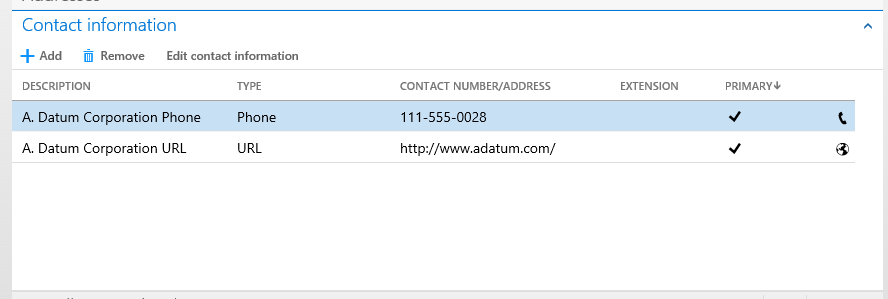 Contact information
Add Remove Edit contact information
DESCRIPTION TYPE CONTACT NUMBER/ADDRESS EXTENSION PRIMARY
A. Datum Corporation Phone Phone 111-555-0028
A. Datum Corporation URL URL http://www.adatum.com/